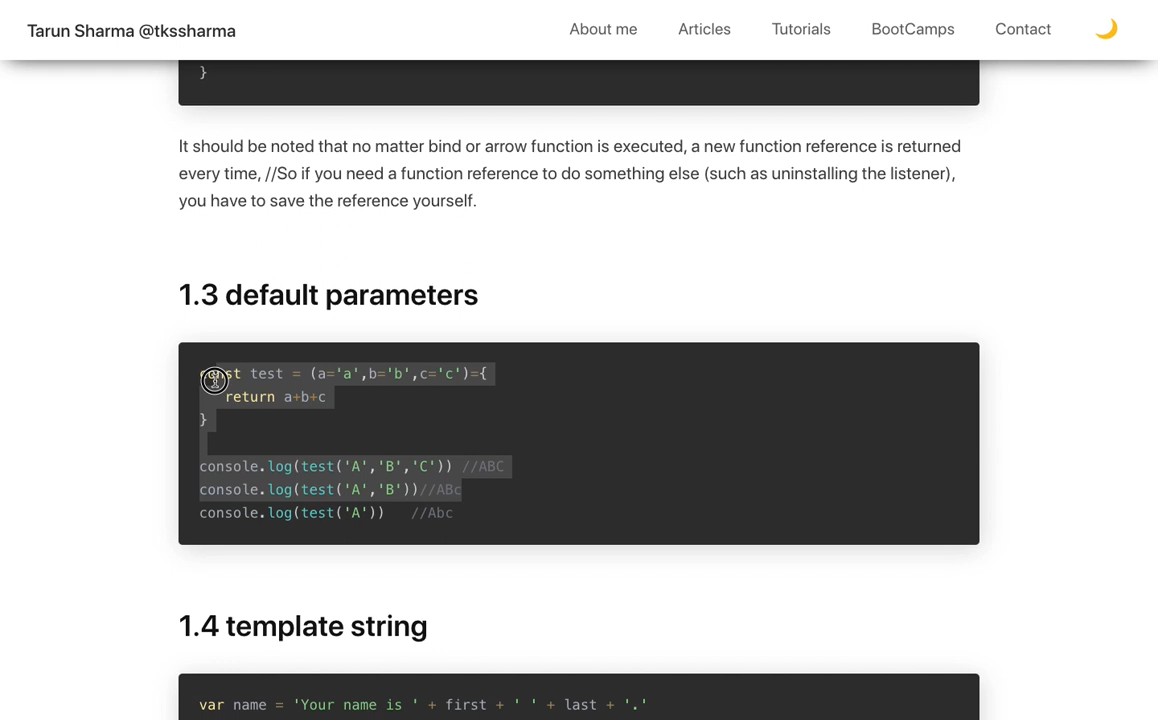 Tarun Sharma @tkssharma
About me
Articles
Tutorials
BootCamps
Contact
}
It should be noted that no matter bind or arrow function is executed, a new function reference is returned
every time, //So if you need a function reference to do something else (such as uninstalling the listener),
you have to save the reference yourself.
1.3 default parameters
const test = (a='a',b='b',c='c')={
return a+b+c
}
console.log(test('A','B','C')) //ABC
console.log(test('A','B'))//ABc
console.log(test('A')) //Abc
1.4 template string
var name = 'Your name is ' + first + ' ' + last + '.'